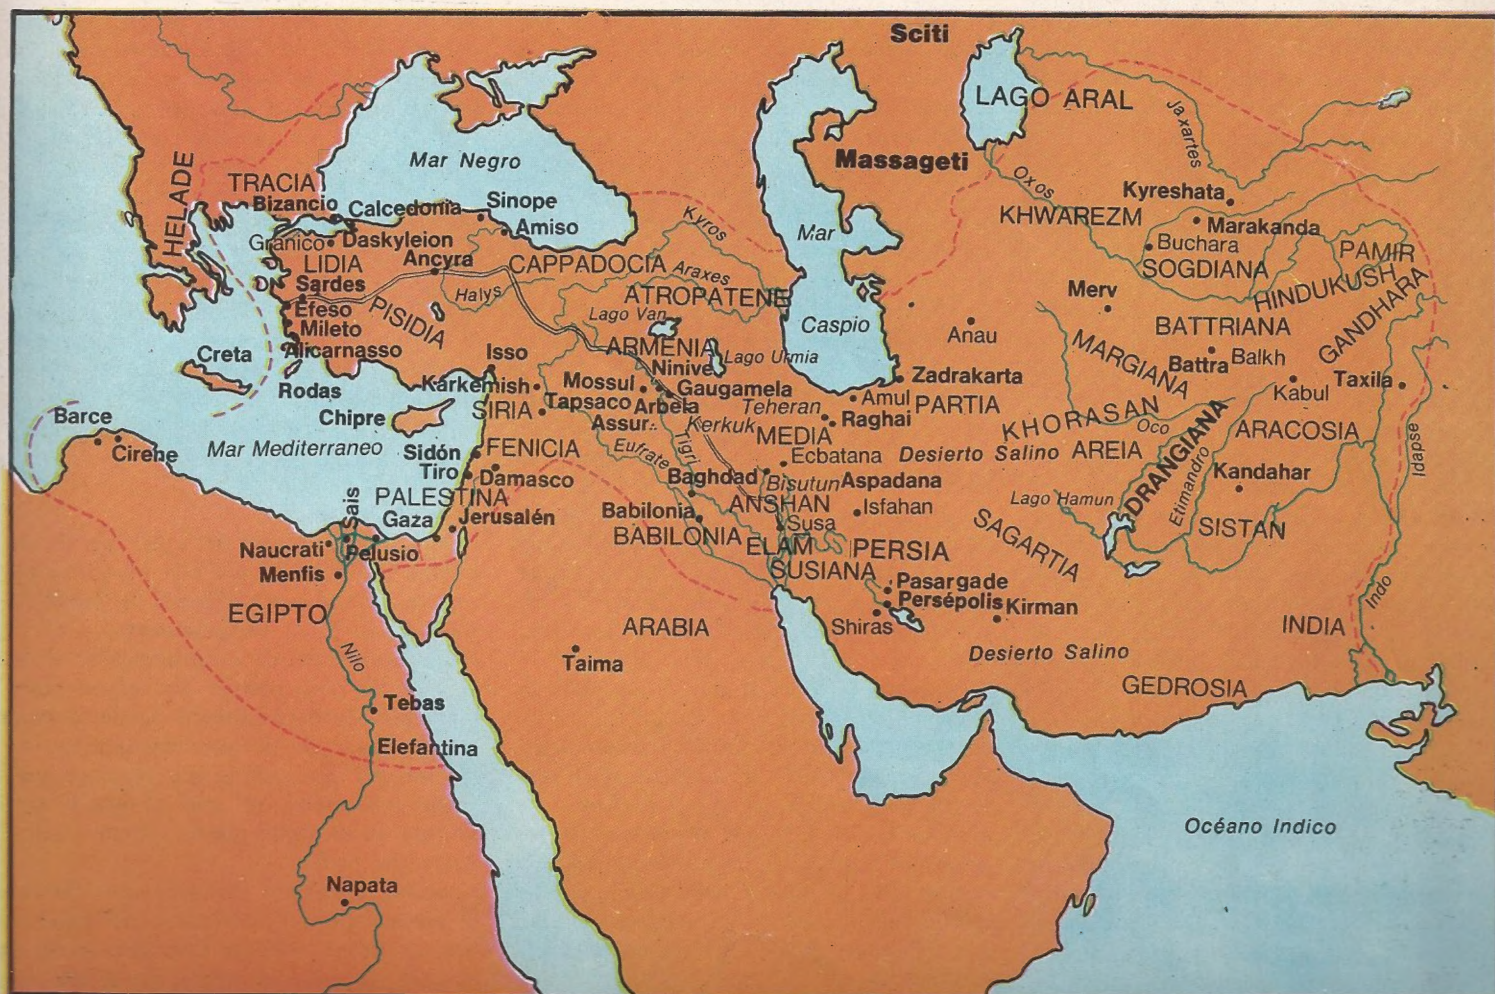 Sciti
LAGO ARAL
Jaxartes
Mar Negro
Massageti
HELADE
TRACIA
Bizancio
Calcedonia
Sinope
Amiso
Kyros
Mar
Caspio
Oxos
Kyreshata
KHWAREZM
Marakanda
Buchara
SOGDIANA
PAMIR
HINDUKUSH
GANDHARA
Gránico
Daskyleion
LIDIA
Ancyra
CAPPADOCIA
Araxes
Sardes
Halys
ATROPATENE
Merv
Efeso
PISIDIA
Lago Van
Mileto
Anau
BATTRIANA
MARGIANA
Creta
Alicarnasso
Isso
ARMENIA
Lago Urmia
Battra
Balkh
Ninive
Rodas
Karkemish
Mossul
Gaugamela
Zadrakarta
Kabul
Taxila
Barce
Chipre
SIRIA
Tapsaco
Arbela
Teheran
Amul
PARTIA
Raghai
KHORASAN
Oco
Assur
Kerkuk
MEDIA
ARACOSIA
Cirene
Mar Mediterraneo
Sidón
FENICIA
Eufrate
Tigri
Ecbatana
Desierto Salino
AREIA
DRANGIANA
Idapse
Tiro
Damasco
Baghdad
Bisutun
Aspadana
Kandahar
Sais
PALESTINA
ANSHAN
Isfahan
Lago Hamun
Etimandro
Gaza
Jerusalén
Babilonia
Susa
SAGARTIA
SISTAN
Naucrati
Pelusio
BABILONIA
ELAM
PERSIA
Menfis
SUSIANA
Pasargade
Persépolis
Kirman
Indo
EGIPTO
ARABIA
Shiras
INDIA
Nilo
Taima
Desierto Salino
GEDROSIA
Tebas
Elefantina
Océano Indico
Napata